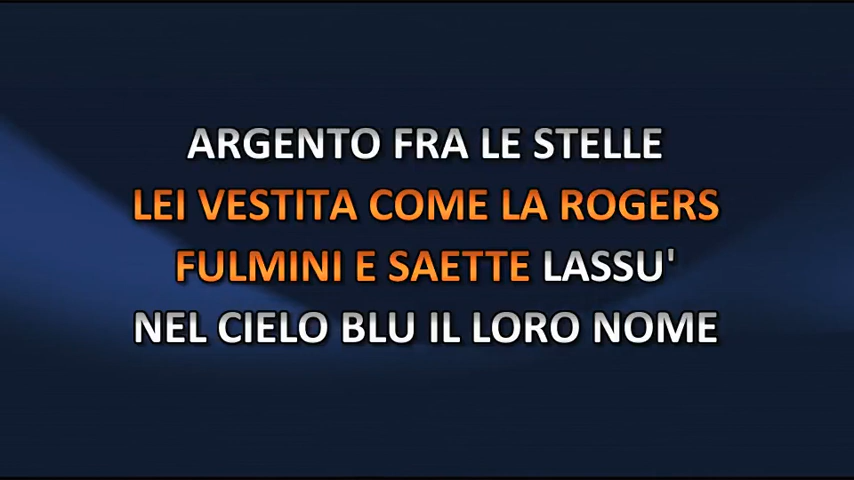 ARGENTO FRA LE STELLE
LEI VESTITA COME LA ROGERS
FULMINI E SAETTE LASSU'
NEL CIELO BLU IL LORO NOME